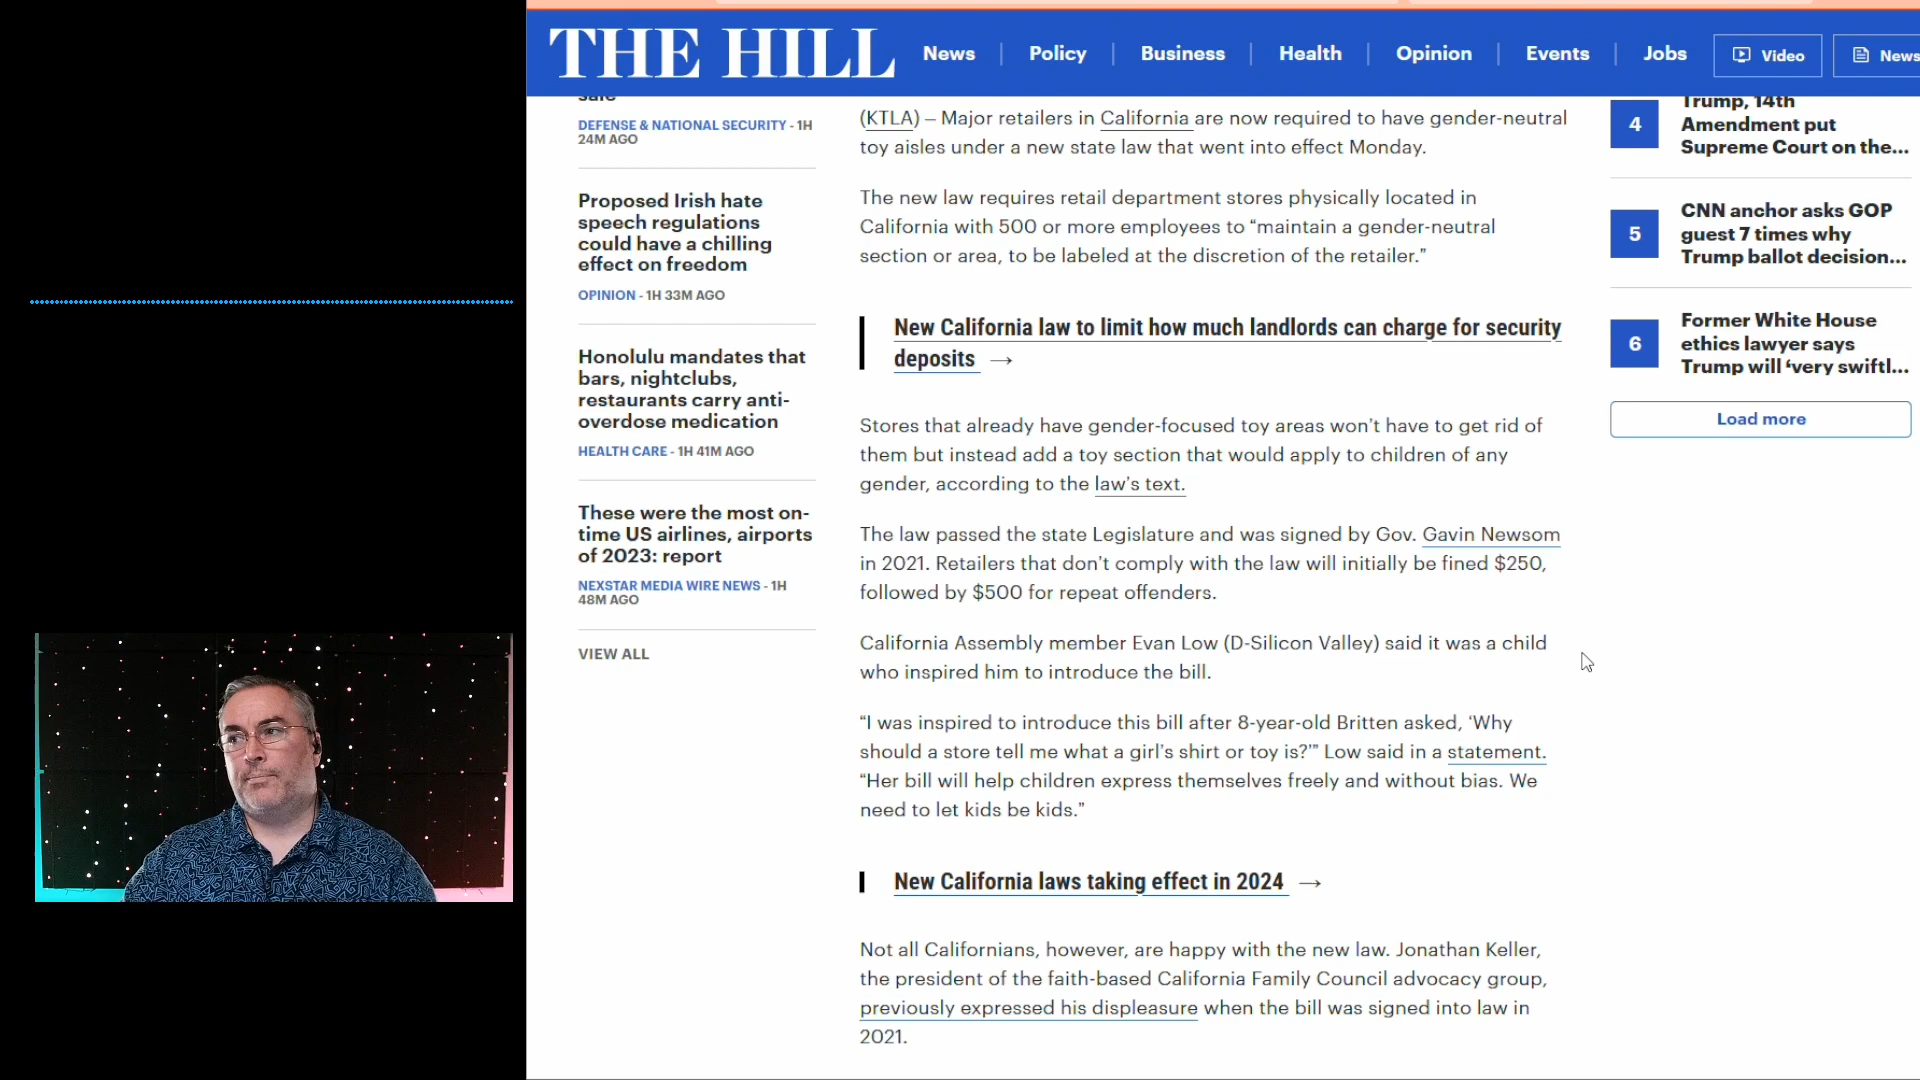 THE HILL
News
Policy
Business
Health
Opinion
Events
Jobs
Video
News
safe
DEFENSE & NATIONAL SECURITY - 1H
24M AGO
Proposed Irish hate
speech regulations
could have a chilling
effect on freedom
OPINION - 1H 33M AGO
Honolulu mandates that
bars, nightclubs,
restaurants carry anti-
overdose medication
HEALTH CARE - 1H 41M AGO
These were the most on-
time US airlines, airports
of 2023: report
NEXSTAR MEDIA WIRE NEWS - 1H
48M AGO
VIEW ALL
(KTLA) – Major retailers in California are now required to have gender-neutral
toy aisles under a new state law that went into effect Monday.
The new law requires retail department stores physically located in
California with 500 or more employees to “maintain a gender-neutral
section or area, to be labeled at the discretion of the retailer.”
New California law to limit how much landlords can charge for security
deposits →
Stores that already have gender-focused toy areas won’t have to get rid of
them but instead add a toy section that would apply to children of any
gender, according to the law’s text.
The law passed the state Legislature and was signed by Gov. Gavin Newsom
in 2021. Retailers that don’t comply with the law will initially be fined $250,
followed by $500 for repeat offenders.
California Assembly member Evan Low (D-Silicon Valley) said it was a child
who inspired him to introduce the bill.
“I was inspired to introduce this bill after 8-year-old Britten asked, ‘Why
should a store tell me what a girl’s shirt or toy is?’” Low said in a statement.
“Her bill will help children express themselves freely and without bias. We
need to let kids be kids.”
New California laws taking effect in 2024 →
Not all Californians, however, are happy with the new law. Jonathan Keller,
the president of the faith-based California Family Council advocacy group,
previously expressed his displeasure when the bill was signed into law in
2021.
4
Trump, 14th
Amendment put
Supreme Court on the...
5
CNN anchor asks GOP
guest 7 times why
Trump ballot decision...
6
Former White House
ethics lawyer says
Trump will ‘very swiftl...
Load more